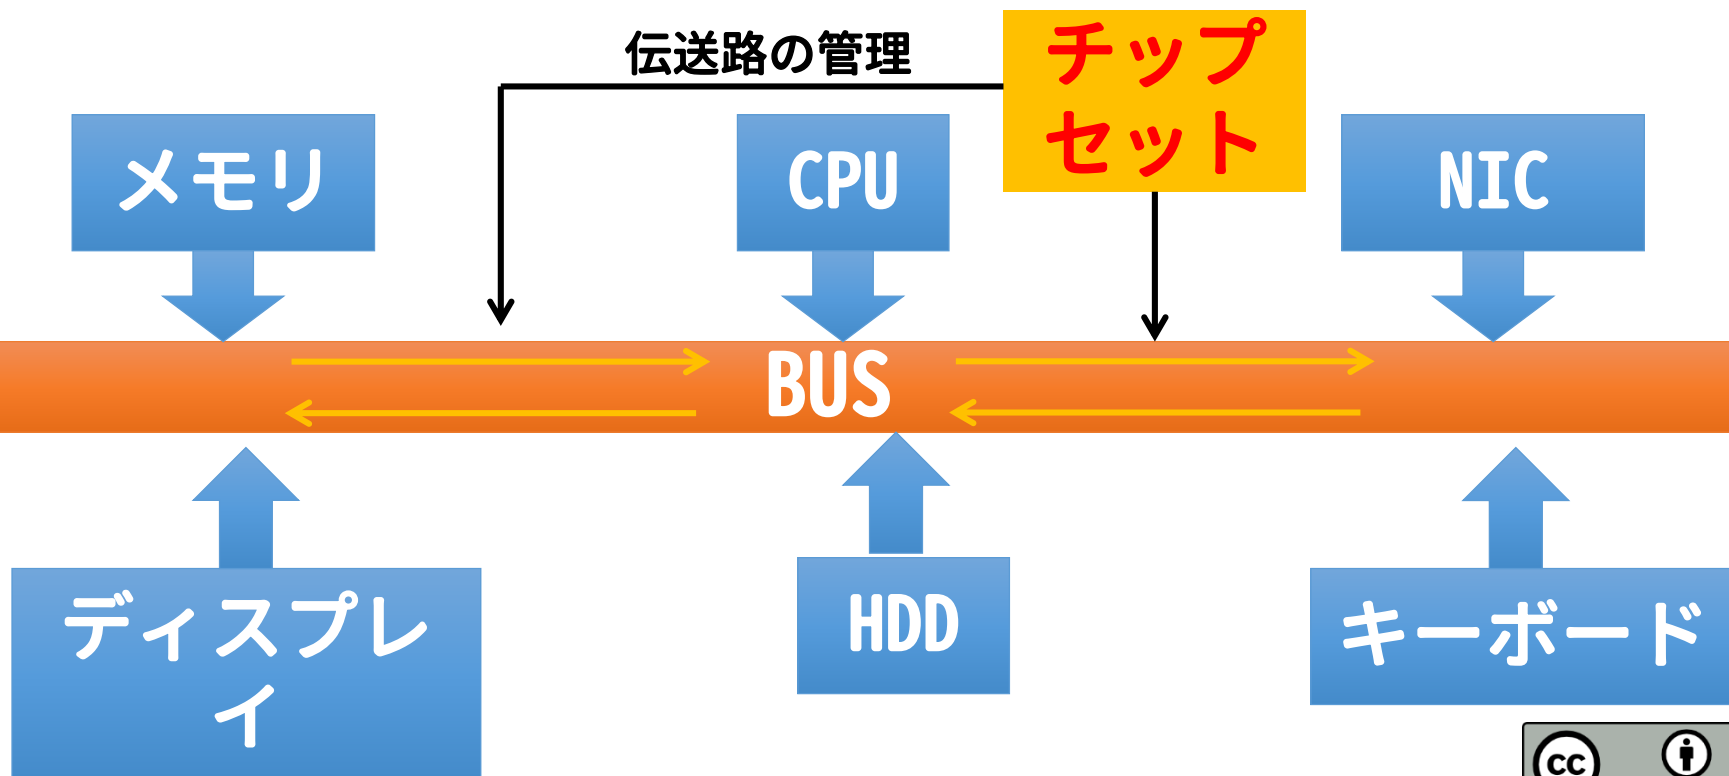 伝送路の管理
チップ
セット
メモリ
CPU
NIC
BUS
ディスプレ
イ
HDD
キーボード
cc